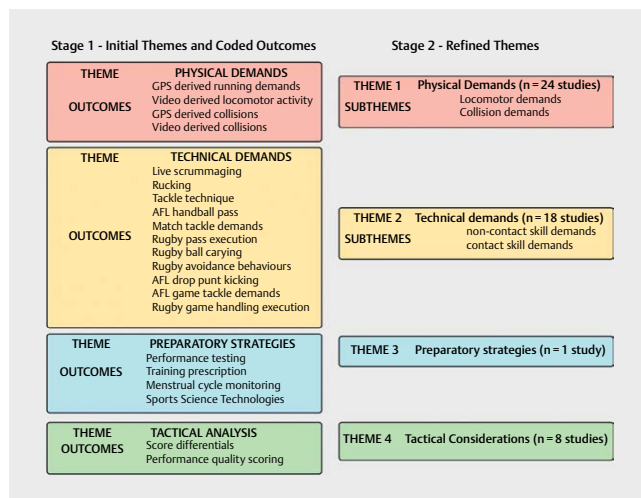 Stage 1 - Initial Themes and Coded Outcomes
THEME PHYSICAL DEMANDS
GPS derived running demands
OUTCOMES Video derived locomotor activity
GPS derived collisions
Video derived collisions
THEME TECHNICAL DEMANDS
Live scrummaging
Rucking
Tackle technique
AFL handball pass
OUTCOMES Match tackle demands
Rugby pass execution
Rugby ball carying
Rugby avoidance behaviours
AFL drop punt kicking
AFL game tackle demands
Rugby game handling execution
THEME PREPARATORY STRATEGIES
Performance testing
OUTCOMES Training prescription
Menstrual cycle monitoring
Sports Science Technologies
THEME TACTICAL ANALYSIS
OUTCOMES Score differentials
Performance quality scoring
Stage 2 - Refined Themes
THEME 1 Physical Demands (n = 24 studies)
SUBTHEMES Locomotor demands
Collision demands
THEME 2 Technical demands (n = 18 studies)
SUBTHEMES non-contact skill demands
contact skill demands
THEME 3 Preparatory strategies (n = 1 study)
THEME 4 Tactical Considerations (n = 8 studies)